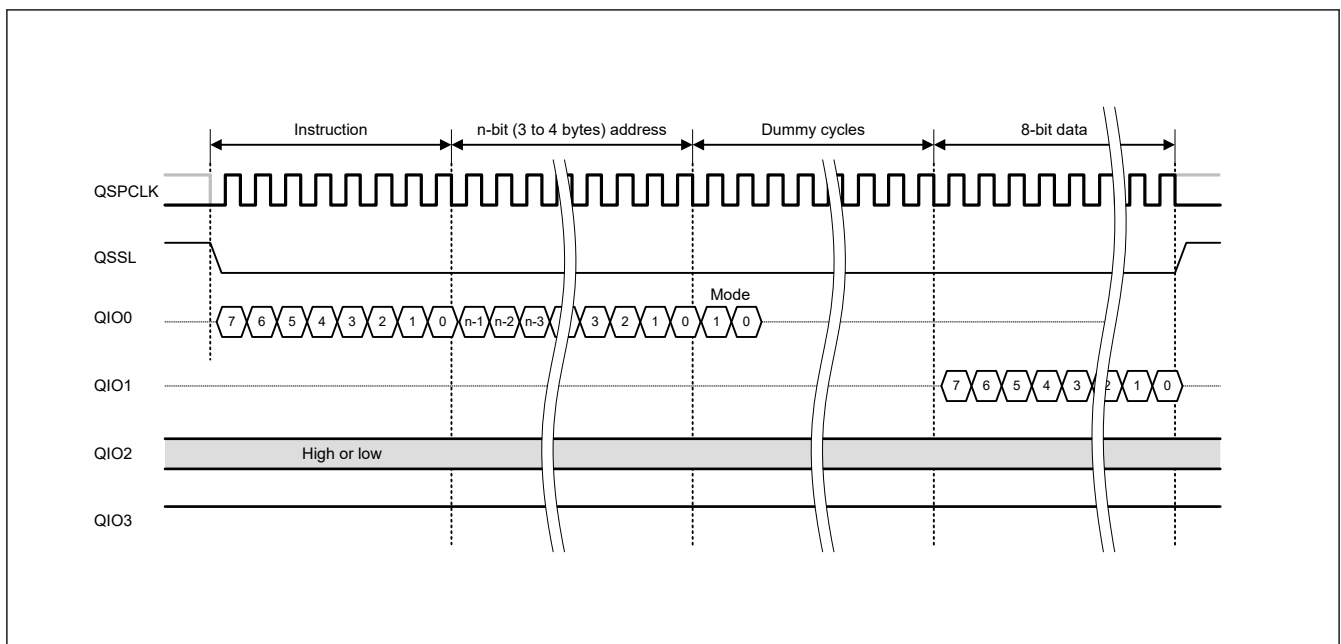 Instruction n-bit (3 to 4 bytes) address Dummy cycles 8-bit data
QSPCLK
QSSL
Mode
QIO0 7 6 5 4 3 2 1 0 n-1 n-2 n-3 3 2 1 0 1 0
QIO1 7 6 5 4 3 2 1 0
QIO2 High or low
QIO3